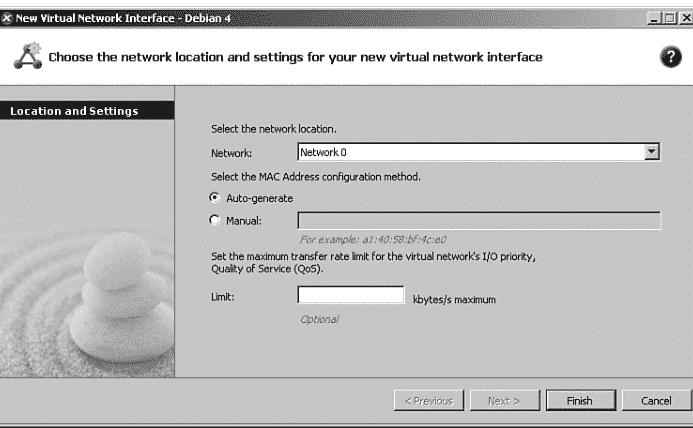 New Virtual Network Interface - Debian 4
Choose the network location and settings for your new virtual network interface
?
Location and Settings
Select the network location.
Network: Network 0
Select the MAC Address configuration method.
Auto-generate
Manual:
For example: a1:40:58:bf:4c:e0
Set the maximum transfer rate limit for the virtual network's I/O priority,
Quality of Service (QoS).
Limit: kbytes/s maximum
Optional
< Previous Next > Finish Cancel